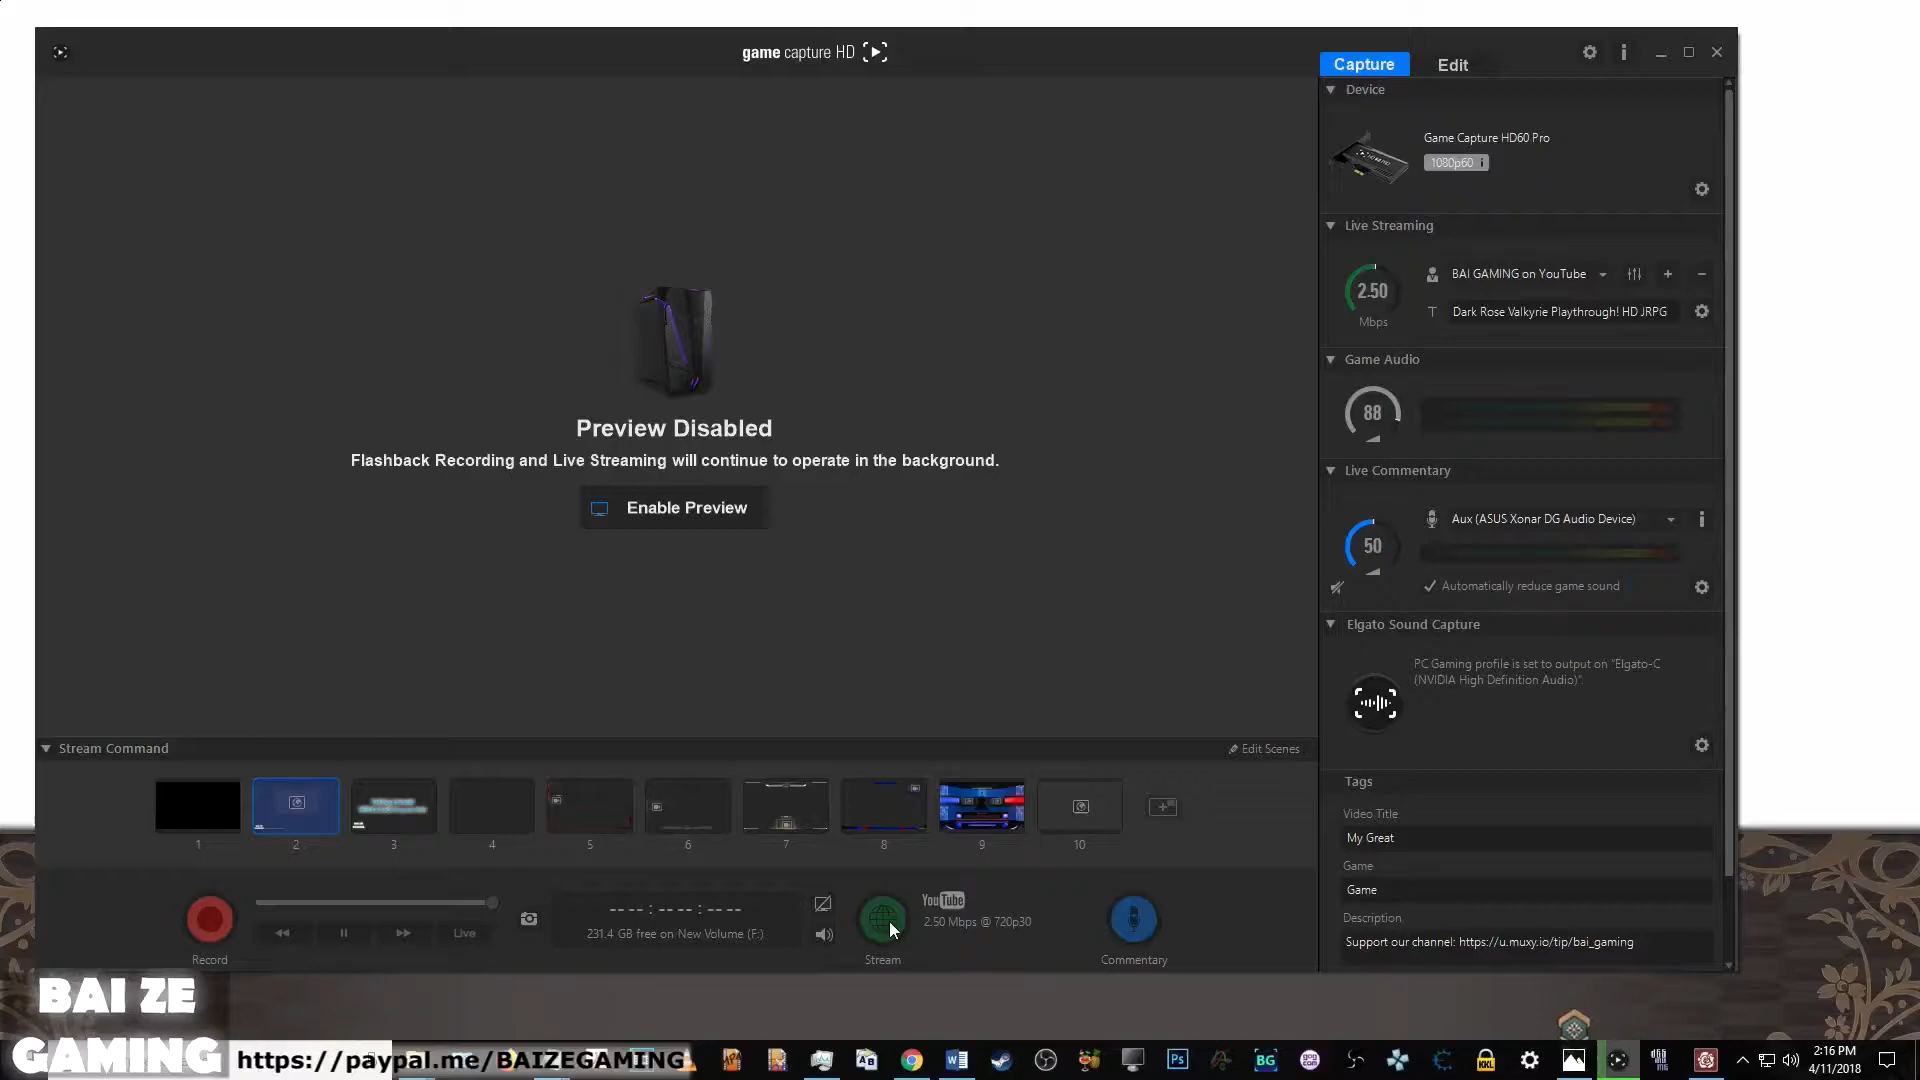 game capture HD
Capture
Edit
Device
Game Capture HD60 Pro
1080p60 i
Live Streaming
2.50
Mbps
BAI GAMING on YouTube
T
Dark Rose Valkyrie Playthrough! HD JRPG
Game Audio
88
Live Commentary
50
Aux (ASUS Xonar DG Audio Device)
Automatically reduce game sound
Elgato Sound Capture
PC Gaming profile is set to output on "Elgato-C
(NVIDIA High Definition Audio)".
Tags
Video Title
My Great
Game
Game
Description
Support our channel: https://u.muxy.io/tip/bai_gaming
Preview Disabled
Flashback Recording and Live Streaming will continue to operate in the background.
Enable Preview
Stream Command
Edit Scenes
1 2 3 4 5 6 7 8 9 10
Record
Live
---- : ---- : ----
231.4 GB free on New Volume (F:)
YouTube
2.50 Mbps @ 720p30
Stream
Commentary
BAI ZE
GAMING
https://paypal.me/BAIZEGAMING
Ps
BG
KKL
2:16 PM
4/11/2018